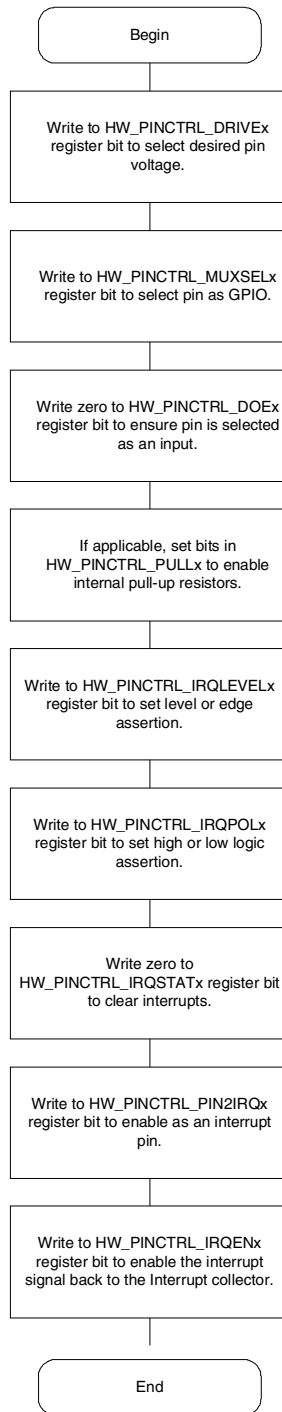 Begin
Write to HW_PINCTRL_DRIVEx
register bit to select desired pin
voltage.
Write to HW_PINCTRL_MUXSELx
register bit to select pin as GPIO.
Write zero to HW_PINCTRL_DOEx
register bit to ensure pin is selected
as an input.
If applicable, set bits in
HW_PINCTRL_PULLx to enable
internal pull-up resistors.
Write to HW_PINCTRL_IRQLEVELx
register bit to set level or edge
assertion.
Write to HW_PINCTRL_IRQPOLx
register bit to set high or low logic
assertion.
Write zero to
HW_PINCTRL_IRQSTATx register bit
to clear interrupts.
Write to HW_PINCTRL_PIN2IRQx
register bit to enable as an interrupt
pin.
Write to HW_PINCTRL_IRQENx
register bit to enable the interrupt
signal back to the Interrupt collector.
End